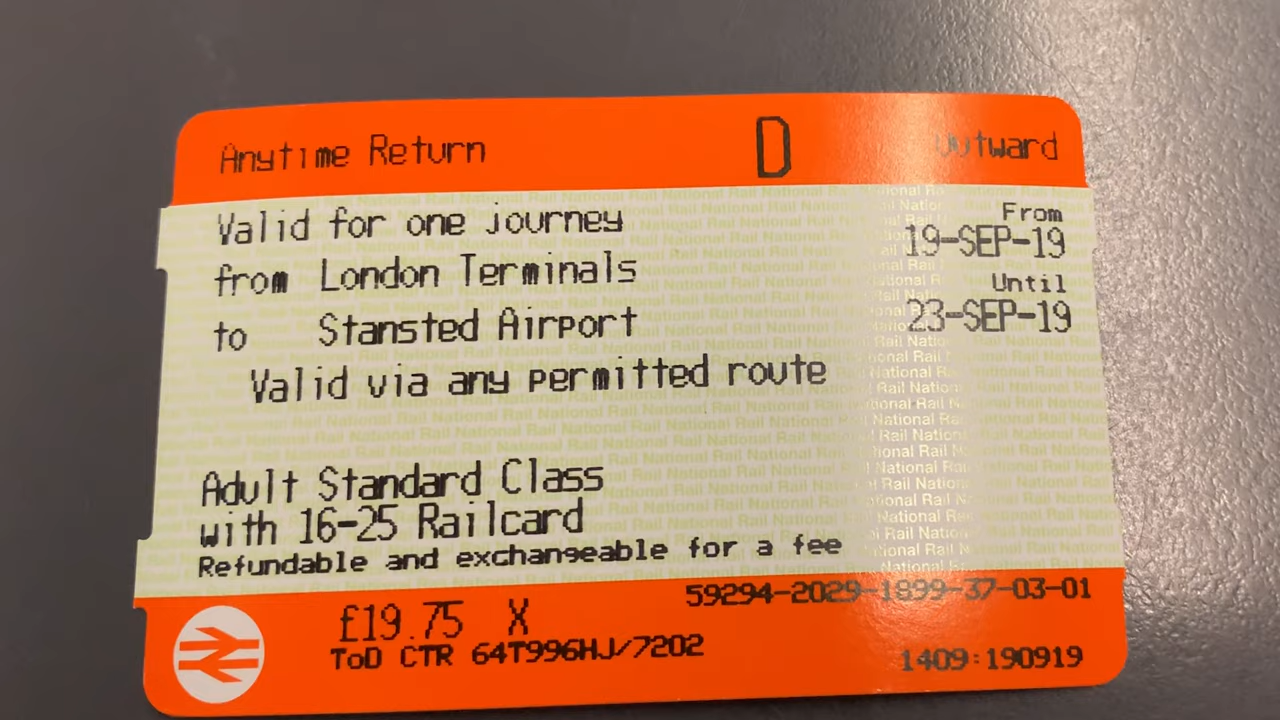 Anytime Return D Outward
Valid for one journey
From
19-SEP-19
from London Terminals
Until
to Stansted Airport
23-SEP-19
Valid via any permitted route
Adult Standard Class
with 16-25 Railcard
Refundable and exchangeable for a fee
59294-2029-1899-37-03-01
£19.75 X
ToD CTR 64T996HJ/7202
1409:190919